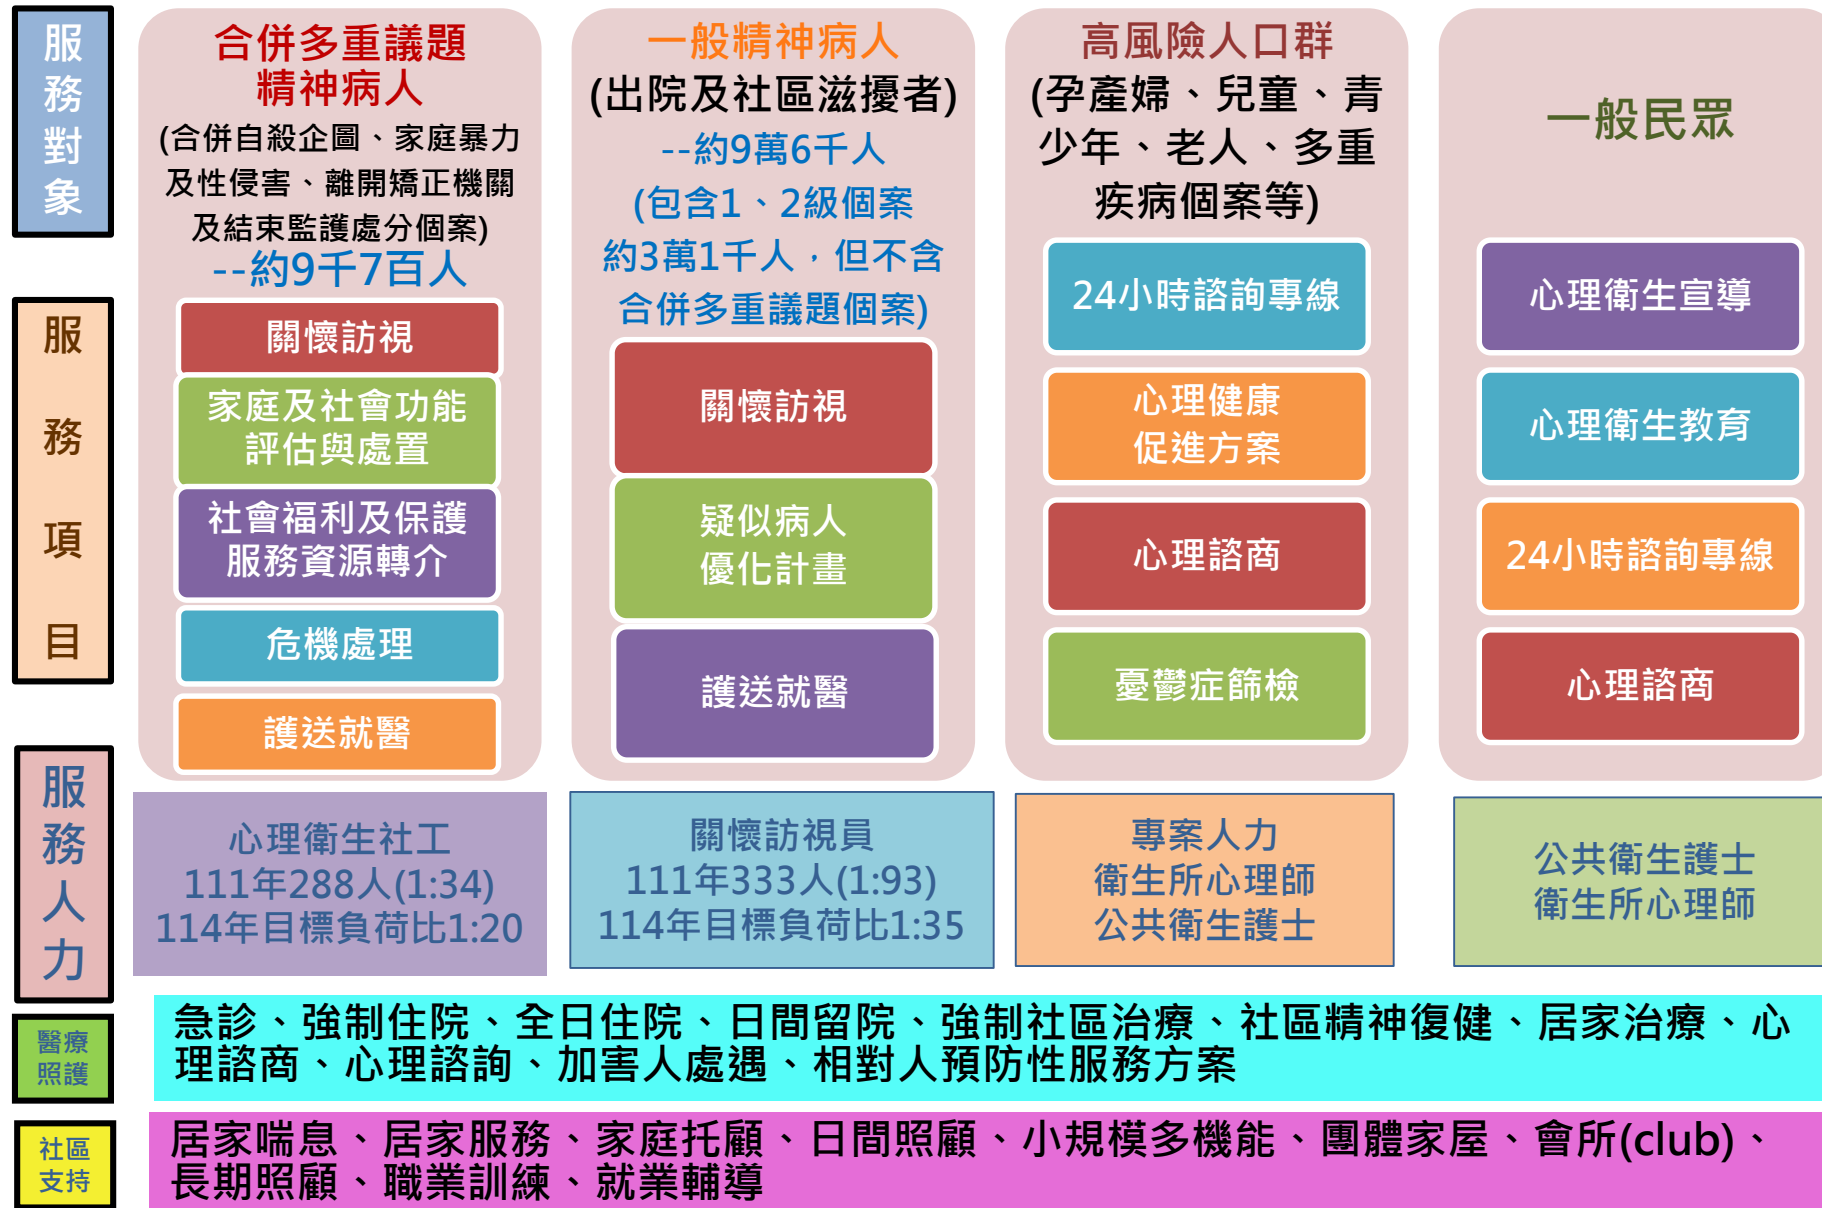 服務對象
合併多重議題
精神病人
(合併自殺企圖、家庭暴力
及性侵害、離開矯正機關
及結束監護處分個案)
--約9千7百人
一般精神病人
(出院及社區滋擾者)
--約9萬6千人
(包含1、2級個案
約3萬1千人，但不含
合併多重議題個案)
高風險人口群
(孕產婦、兒童、青
少年、老人、多重
疾病個案等)
一般民眾
服務項目
關懷訪視
家庭及社會功能
評估與處置
社會福利及保護
服務資源轉介
危機處理
護送就醫
關懷訪視
疑似病人
優化計畫
護送就醫
24小時諮詢專線
心理健康
促進方案
心理諮商
憂鬱症篩檢
心理衛生宣導
心理衛生教育
24小時諮詢專線
心理諮商
服務人力
心理衛生社工
111年288人(1:34)
114年目標負荷比1:20
關懷訪視員
111年333人(1:93)
114年目標負荷比1:35
專案人力
衛生所心理師
公共衛生護士
公共衛生護士
衛生所心理師
醫療
照護
急診、強制住院、全日住院、日間留院、強制社區治療、社區精神復健、居家治療、心
理諮商、心理諮詢、加害人處遇、相對人預防性服務方案
社區
支持
居家喘息、居家服務、家庭托顧、日間照顧、小規模多機能、團體家屋、會所(club)、
長期照顧、職業訓練、就業輔導